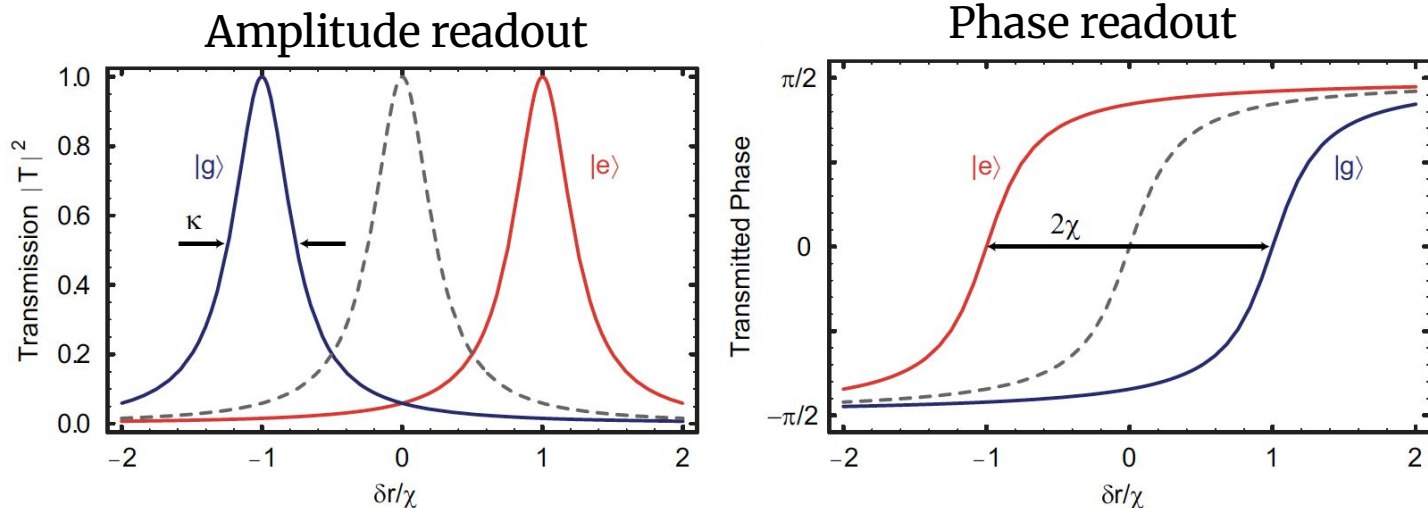 Amplitude readout
1.0
0.8
0.6
0.4
0.2
0.0
Transmission |T|²
|g⟩
κ
|e⟩
−2
−1
0
1
2
δr/χ
Phase readout
π/2
0
−π/2
Transmitted Phase
|e⟩
2χ
|g⟩
−2
−1
0
1
2
δr/χ